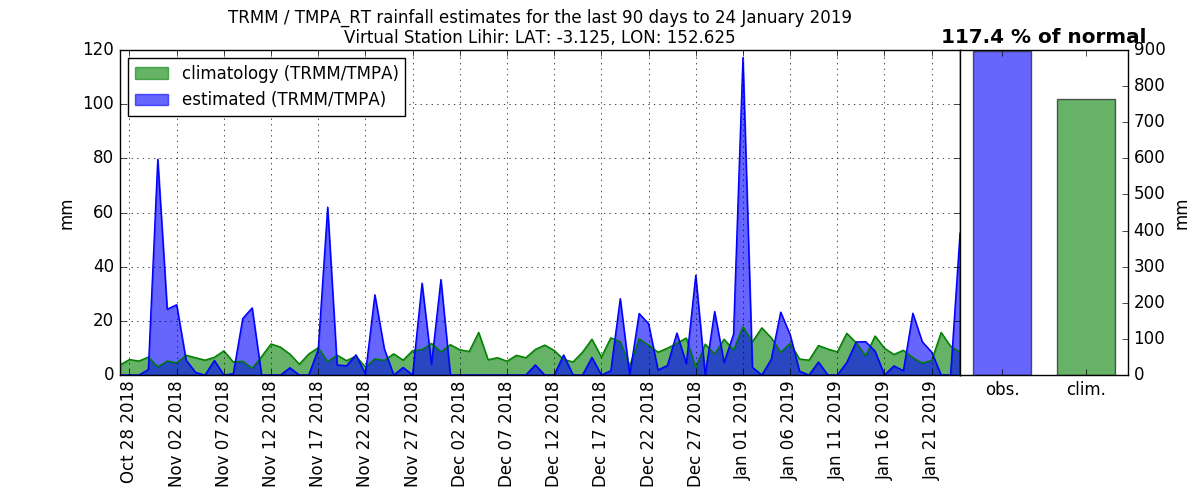 TRMM / TMPA_RT rainfall estimates for the last 90 days to 24 January 2019
Virtual Station Lihir: LAT: -3.125, LON: 152.625
117.4 % of normal
climatology (TRMM/TMPA)
estimated (TRMM/TMPA)
mm
120
100
80
60
40
20
0
Oct 28 2018
Nov 02 2018
Nov 07 2018
Nov 12 2018
Nov 17 2018
Nov 22 2018
Nov 27 2018
Dec 02 2018
Dec 07 2018
Dec 12 2018
Dec 17 2018
Dec 22 2018
Dec 27 2018
Jan 01 2019
Jan 06 2019
Jan 11 2019
Jan 16 2019
Jan 21 2019
obs.
clim.
900
800
700
600
500
400
300
200
100
0
mm